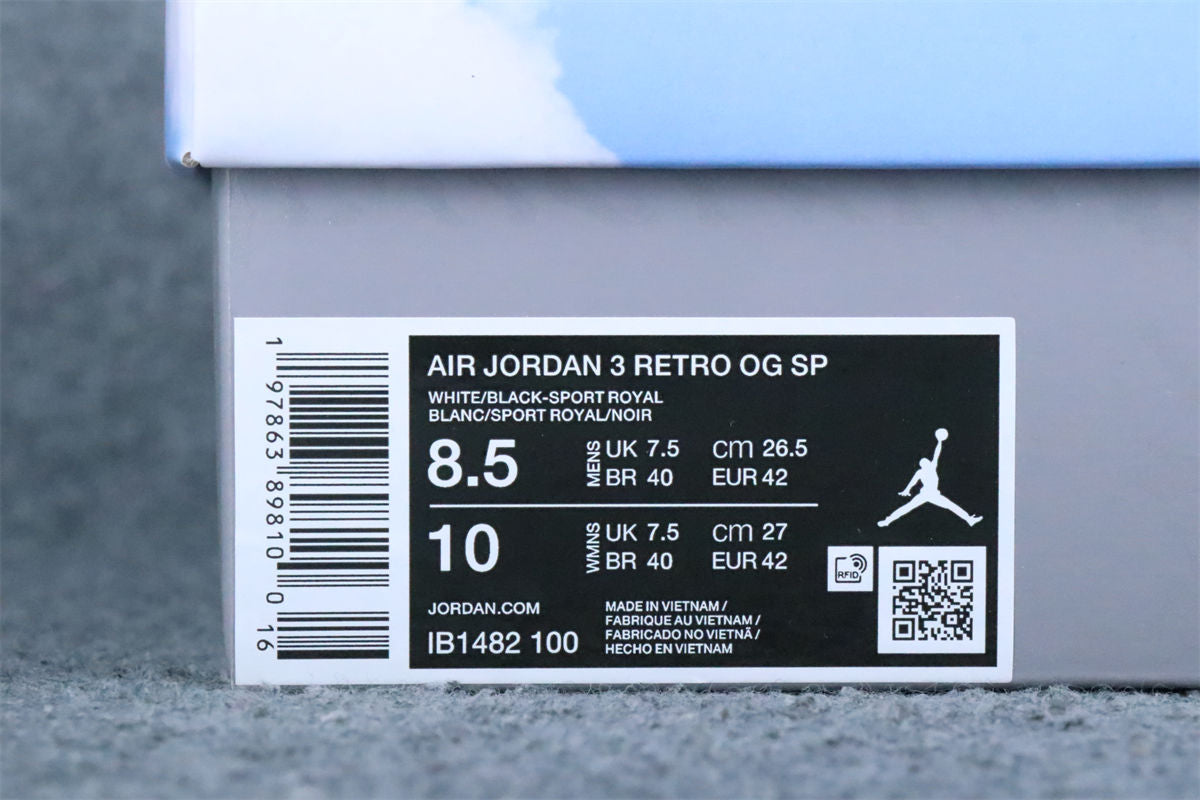 1 97863 89810 0 16
AIR JORDAN 3 RETRO OG SP
WHITE/BLACK-SPORT ROYAL
BLANC/SPORT ROYAL/NOIR
8.5 MENS UK 7.5 cm 26.5
BR 40 EUR 42
10 WMNS UK 7.5 cm 27
BR 40 EUR 42
RFID
JORDAN.COM
IB1482 100
MADE IN VIETNAM /
FABRIQUE AU VIETNAM /
FABRICADO NO VIETNÃ /
HECHO EN VIETNAM